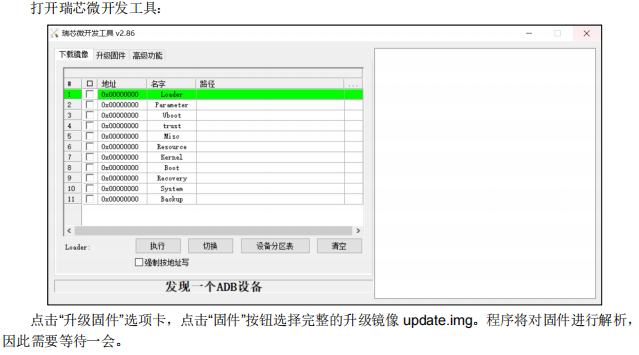 打开瑞芯微开发工具：
瑞芯微开发工具 v2.86
下载镜像 升级固件 高级功能
# 地址 名字 路径 ...
1 0x00000000 Loader
2 0x00000000 Parameter
3 0x00000000 Uboot
4 0x00000000 trust
5 0x00000000 Misc
6 0x00000000 Resource
7 0x00000000 Kernel
8 0x00000000 Boot
9 0x00000000 Recovery
10 0x00000000 System
11 0x00000000 Backup
Loader: 执行 切换 设备分区表 清空
强制按地址写
发现一个ADB设备
点击“升级固件”选项卡，点击“固件”按钮选择完整的升级镜像 update.img。程序将对固件进行解析，
因此需要等待一会。